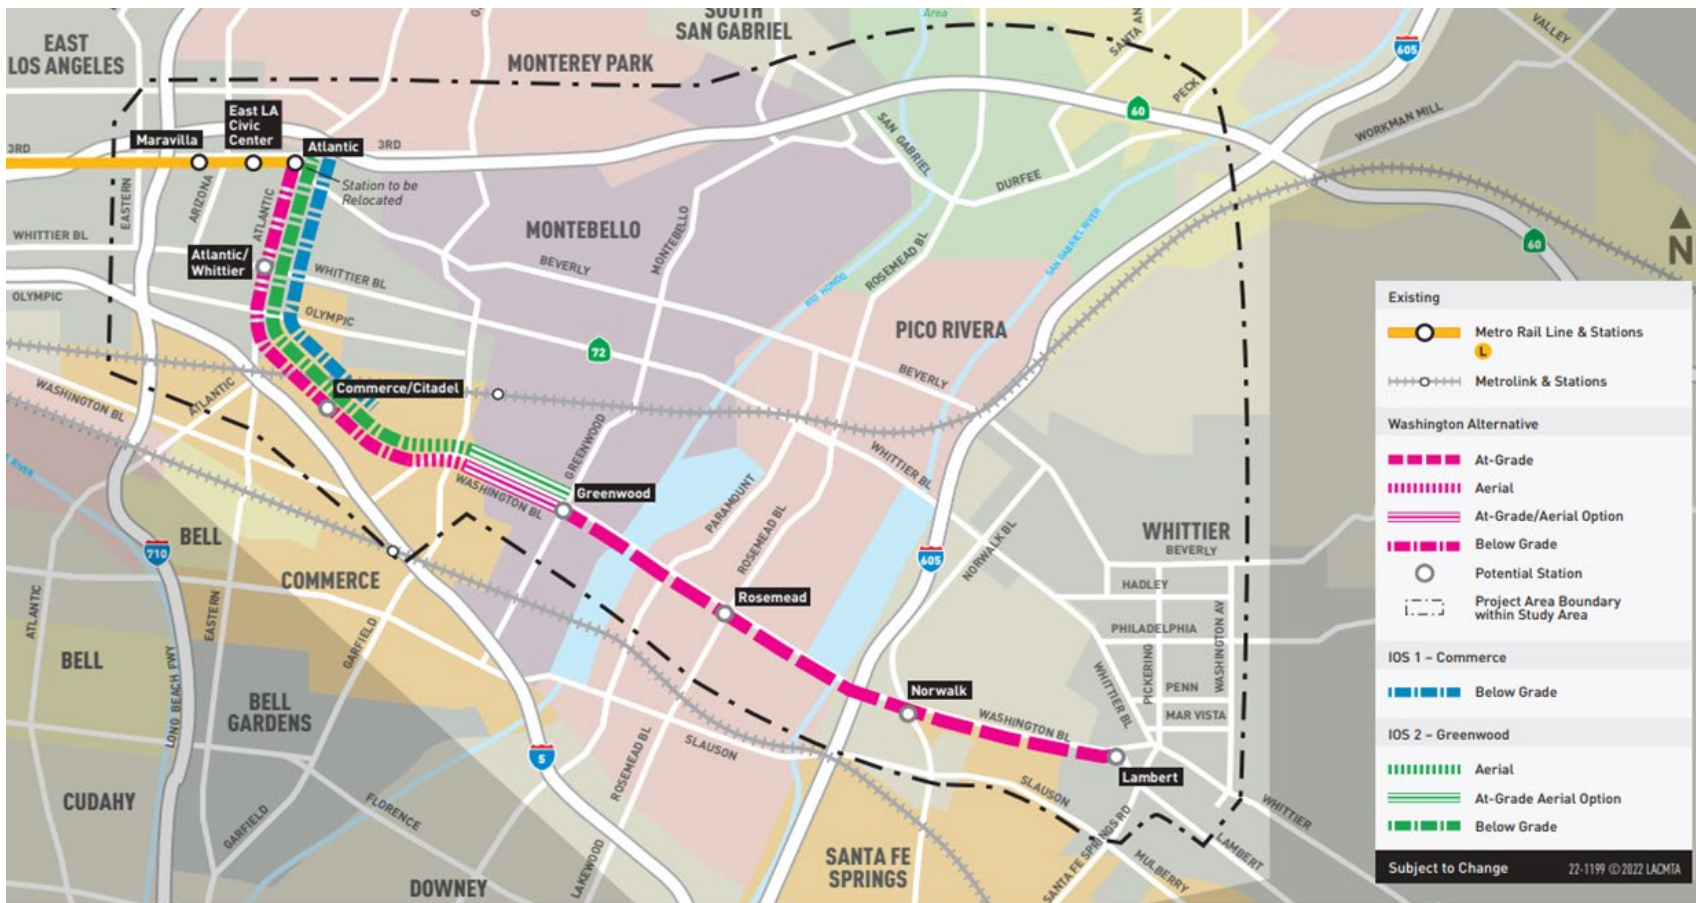 SOUTH
SAN GABRIEL
Area
SANTA AN
605
VALLEY
EAST
LOS ANGELES
MONTEREY PARK
PECK
60
WORKMAN MILL
East LA
Civic
Center
Maravilla
Atlantic
3RD
3RD
SAN GABRIEL
DURFEE
Station to be
Relocated
EASTERN
ARIZONA
ATLANTIC
MONTEBELLO
MONTEBELLO
ROSEMEAD BL
SAN GABRIEL RIVER
WHITTIER BL
Atlantic/
Whittier
WHITTIER BL
BEVERLY
RIO HONDO
60
N
OLYMPIC
OLYMPIC
PICO RIVERA
72
BEVERLY
WASHINGTON BL
ATLANTIC
Commerce/Citadel
GREENWOOD
WHITTIER BL
RIVER
WASHINGTON BL
Greenwood
PARAMOUNT
ROSEMEAD BL
NORWALK BL
WHITTIER
BEVERLY
BELL
710
605
COMMERCE
HADLEY
ATLANTIC
EASTERN
GARFIELD
Rosemead
PHILADELPHIA
WASHINGTON AV
PICKERING
WHITTIER BL
PENN
MAR VISTA
BELL
LONG BEACH FWY
BELL
GARDENS
Norwalk
WASHINGTON BL
5
ROSEMEAD BL
SLAUSON
Lambert
SLAUSON
WHITTIER
CUDAHY
GARFIELD
FLORENCE
LAKEWOOD
DOWNEY
SANTA FE
SPRINGS
SANTA FE SPRINGS RD
MULBERRY
LAMBERT
Existing
Metro Rail Line & Stations
L
Metrolink & Stations
Washington Alternative
At-Grade
Aerial
At-Grade/Aerial Option
Below Grade
Potential Station
Project Area Boundary
within Study Area
IOS 1 – Commerce
Below Grade
IOS 2 – Greenwood
Aerial
At-Grade Aerial Option
Below Grade
Subject to Change
22-1199 ©2022 LACMTA